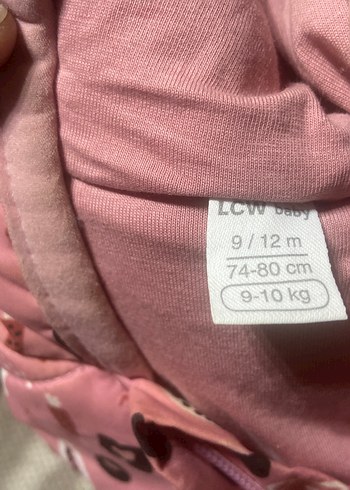 LCW baby
9 / 12 m
74-80 cm
9-10 kg